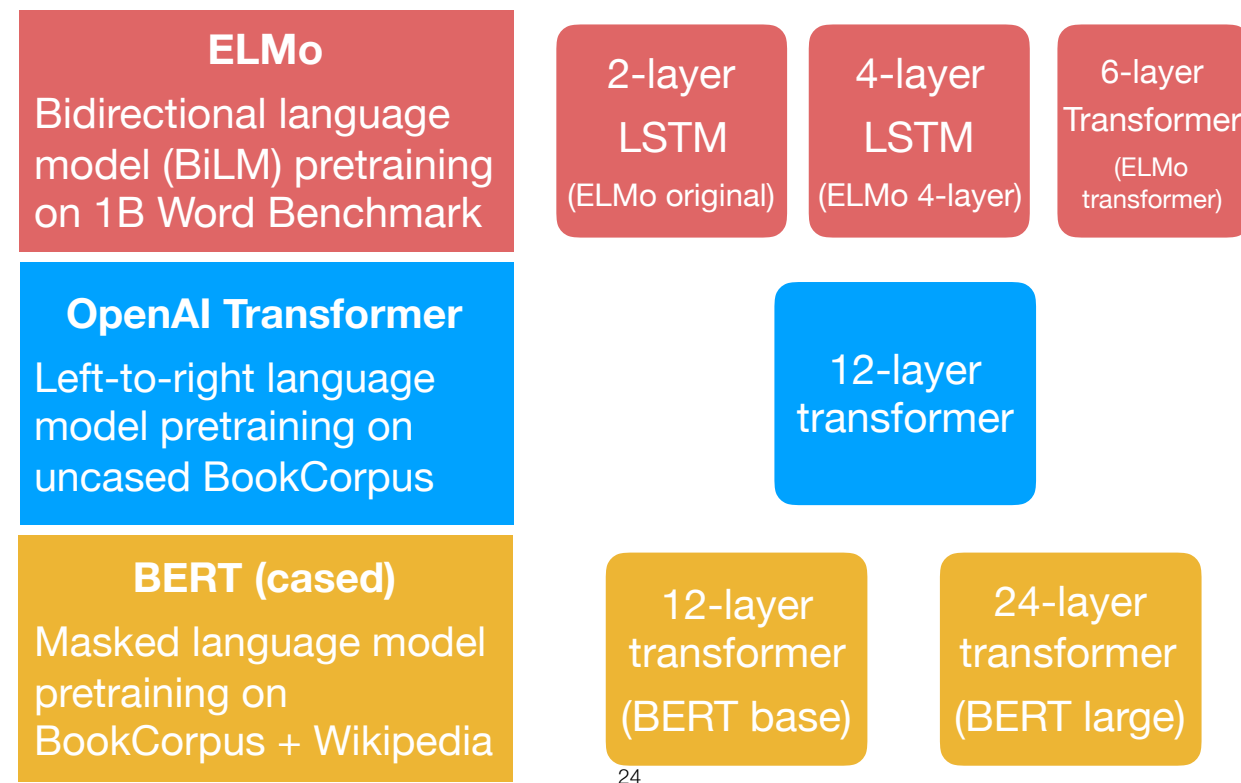 ELMo
Bidirectional language
model (BiLM) pretraining
on 1B Word Benchmark
2-layer
LSTM
(ELMo original)
4-layer
LSTM
(ELMo 4-layer)
6-layer
Transformer
(ELMo
transformer)
OpenAI Transformer
Left-to-right language
model pretraining on
uncased BookCorpus
12-layer
transformer
BERT (cased)
Masked language model
pretraining on
BookCorpus + Wikipedia
12-layer
transformer
(BERT base)
24-layer
transformer
(BERT large)
24